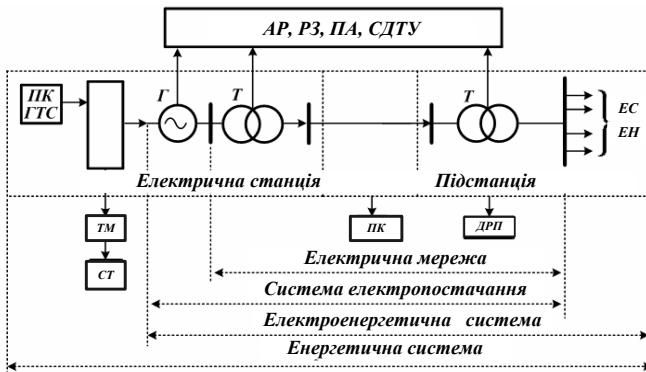 АР, РЗ, ПА, СДТУ
ПК
ГТС
Г
Т
Т
ЕС
ЕН
Електрична станція
Підстанція
ТМ
ПК
ДРП
СТ
Електрична мережа
Система електропостачання
Електроенергетична система
Енергетична система